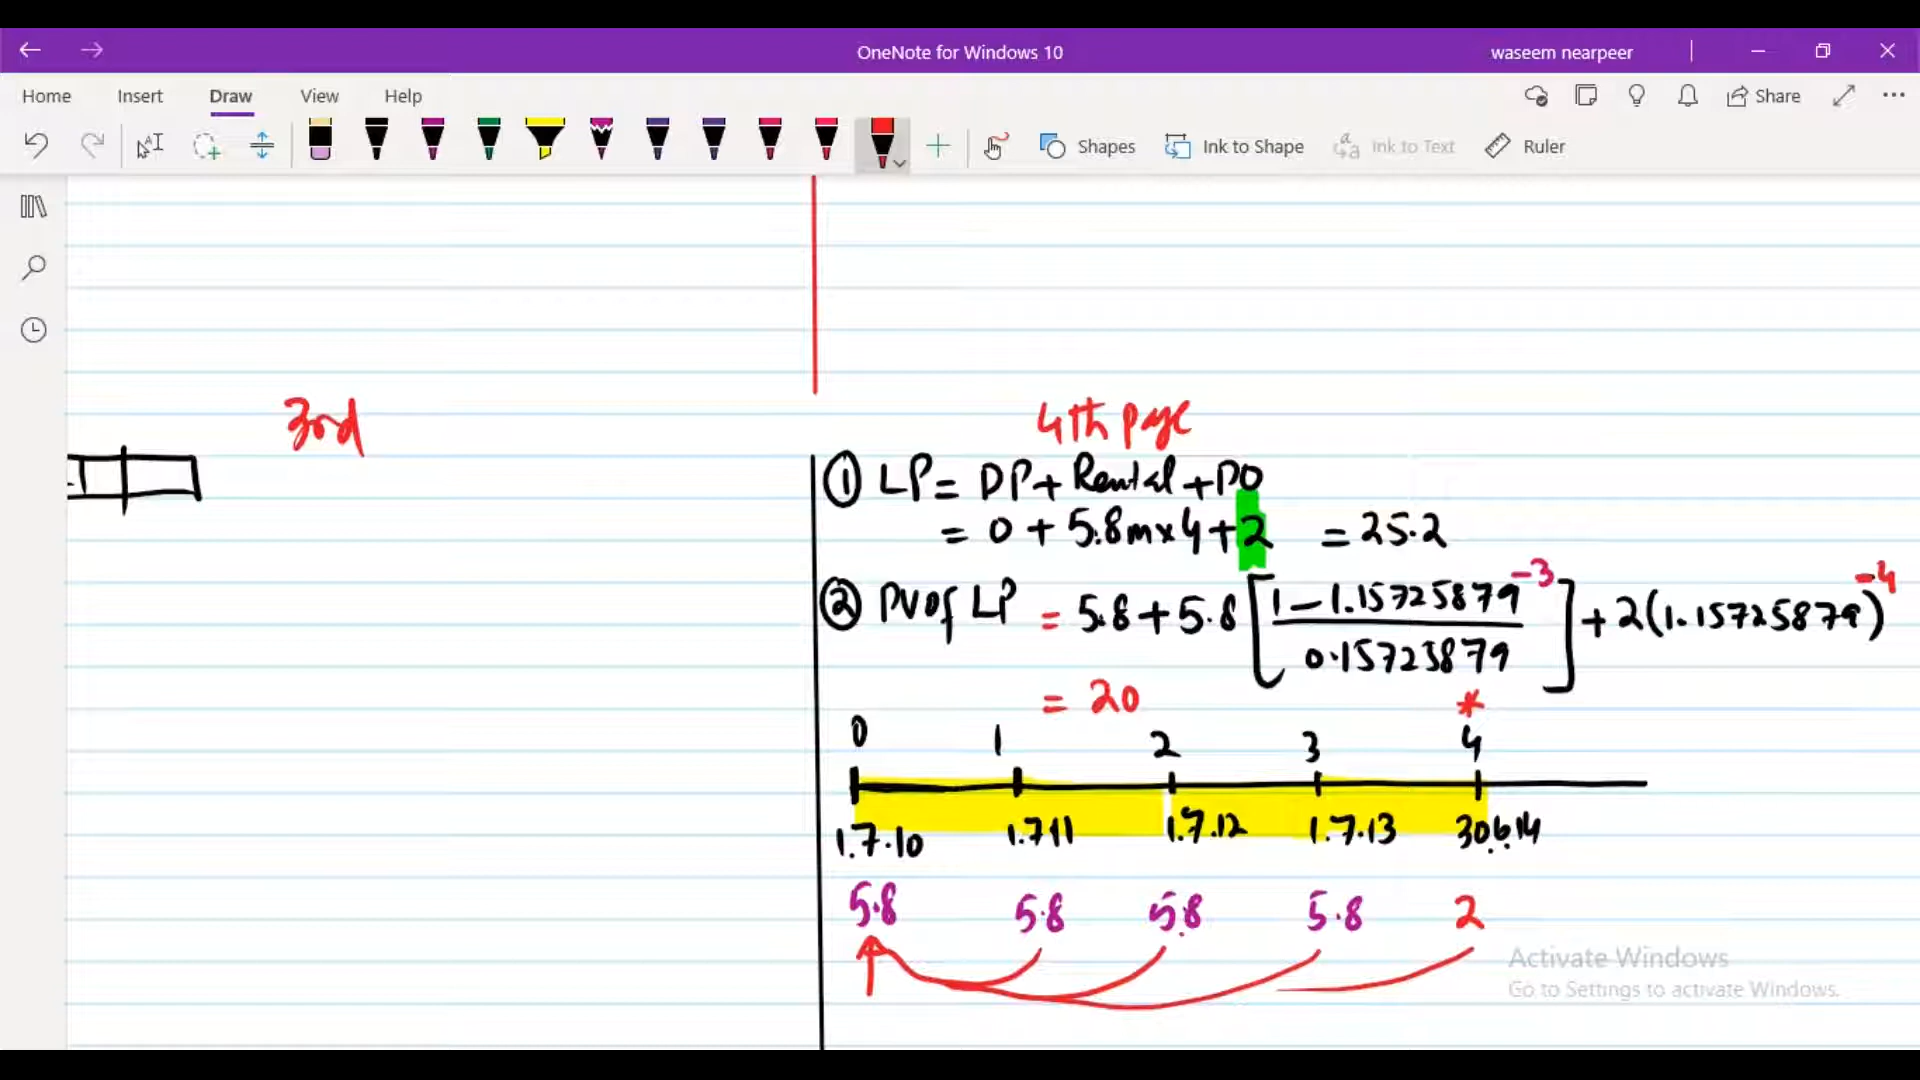 OneNote for Windows 10
waseem nearpeer
Home Insert Draw View Help
Share
Shapes
Ink to Shape
Ink to Text
Ruler
3rd
4th page
① LP = DP + Rental + PO
= 0 + 5.8m×4 + 2 = 25.2
② PV of LP = 5.8 + 5.8 [ 1 - 1.15725879^-3 / 0.15725879 ] + 2(1.15725879)^-4
= 20
*
0 1 2 3 4
1.7.10 1.711 1.7.12 1.7.13 30.6.14
5.8 5.8 5.8 5.8 2
Activate Windows
Go to Settings to activate Windows.